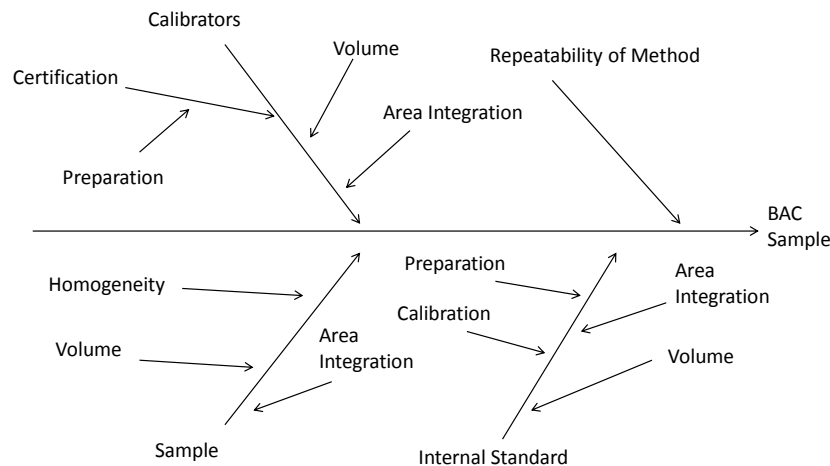 Calibrators
Volume
Repeatability of Method
Certification
Area Integration
Preparation
BAC
Sample
Preparation
Area
Integration
Homogeneity
Calibration
Area
Integration
Volume
Volume
Sample
Internal Standard